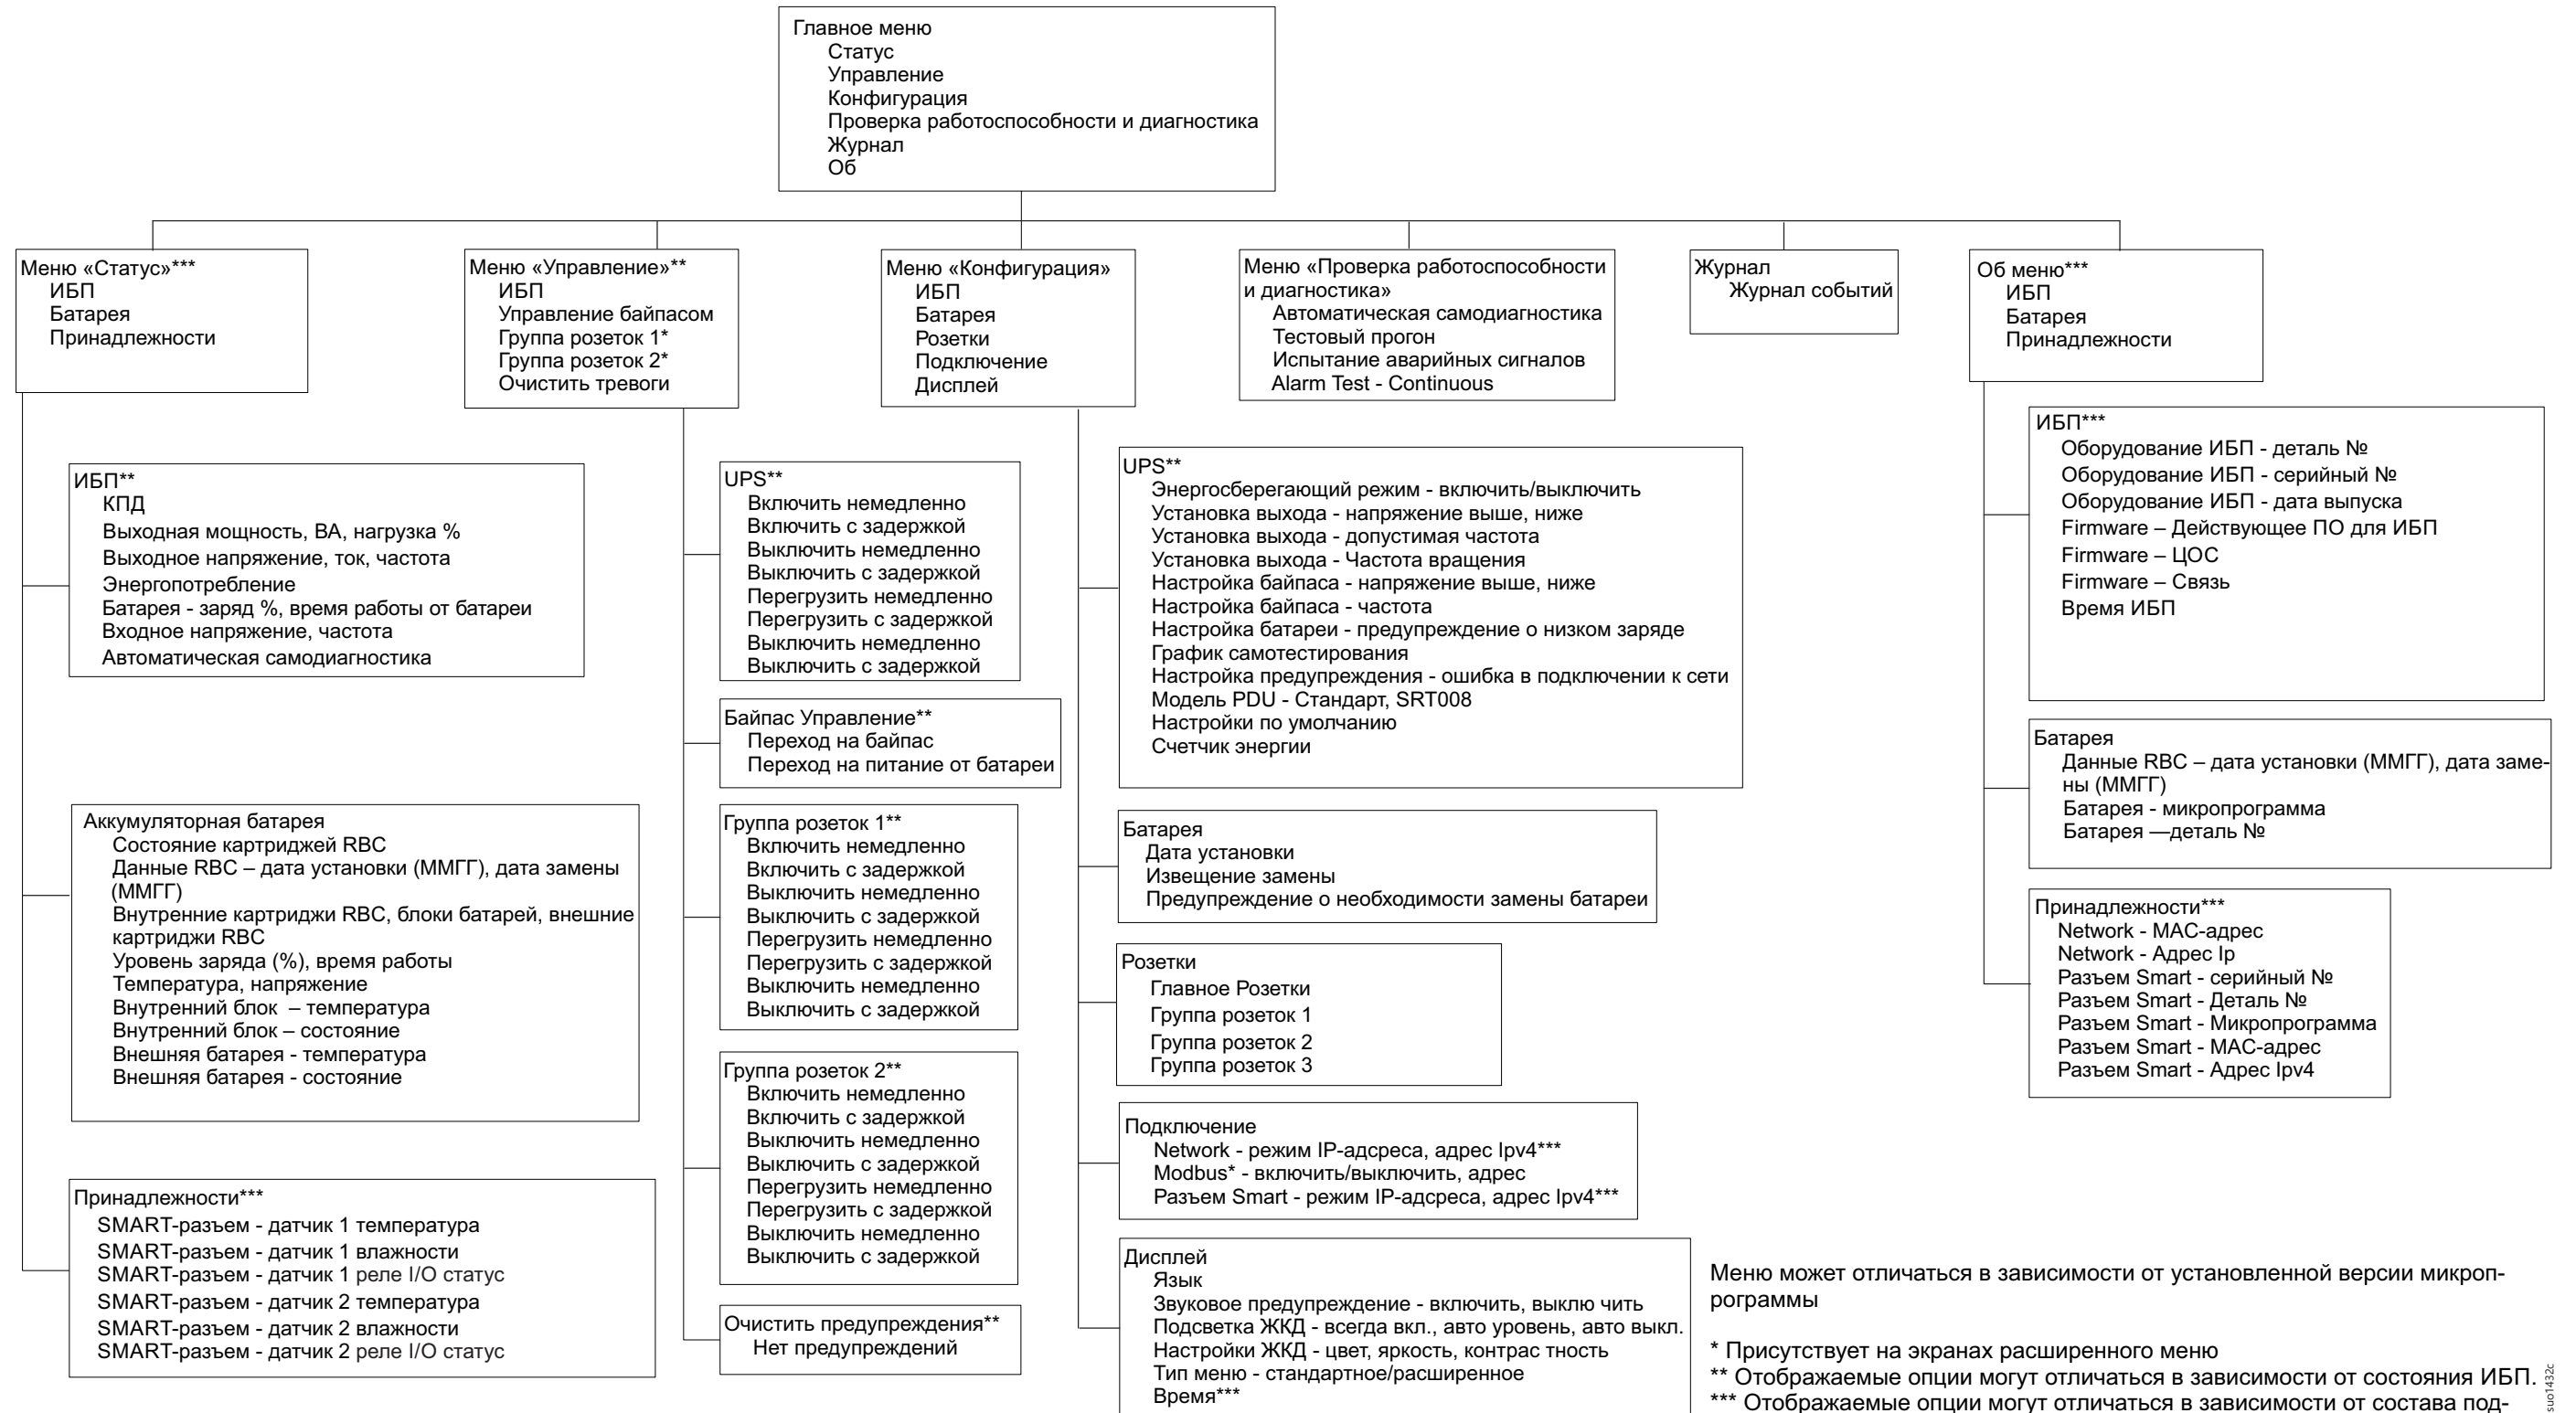 Главное меню
Статус
Управление
Конфигурация
Проверка работоспособности и диагностика
Журнал
Об
Меню «Статус»***
ИБП
Батарея
Принадлежности
Меню «Управление»**
ИБП
Управление байпасом
Группа розеток 1*
Группа розеток 2*
Очистить тревоги
Меню «Конфигурация»
ИБП
Батарея
Розетки
Подключение
Дисплей
Меню «Проверка работоспособности
и диагностика»
Автоматическая самодиагностика
Тестовый прогон
Испытание аварийных сигналов
Alarm Test - Continuous
Журнал
Журнал событий
Об меню***
ИБП
Батарея
Принадлежности
ИБП**
КПД
Выходная мощность, ВА, нагрузка %
Выходное напряжение, ток, частота
Энергопотребление
Батарея - заряд %, время работы от батареи
Входное напряжение, частота
Автоматическая самодиагностика
Аккумуляторная батарея
Состояние картриджей RBC
Данные RBC – дата установки (ММГГ), дата замены
(ММГГ)
Внутренние картриджи RBC, блоки батарей, внешние
картриджи RBC
Уровень заряда (%), время работы
Температура, напряжение
Внутренний блок – температура
Внутренний блок – состояние
Внешняя батарея - температура
Внешняя батарея - состояние
Принадлежности***
SMART-разъем - датчик 1 температура
SMART-разъем - датчик 1 влажности
SMART-разъем - датчик 1 реле I/O статус
SMART-разъем - датчик 2 температура
SMART-разъем - датчик 2 влажности
SMART-разъем - датчик 2 реле I/O статус
UPS**
Включить немедленно
Включить с задержкой
Выключить немедленно
Выключить с задержкой
Перегрузить немедленно
Перегрузить с задержкой
Выключить немедленно
Выключить с задержкой
Байпас Управление**
Переход на байпас
Переход на питание от батареи
Группа розеток 1**
Включить немедленно
Включить с задержкой
Выключить немедленно
Выключить с задержкой
Перегрузить немедленно
Перегрузить с задержкой
Выключить немедленно
Выключить с задержкой
Группа розеток 2**
Включить немедленно
Включить с задержкой
Выключить немедленно
Выключить с задержкой
Перегрузить немедленно
Перегрузить с задержкой
Выключить немедленно
Выключить с задержкой
Очистить предупреждения**
Нет предупреждений
UPS**
Энергосберегающий режим - включить/выключить
Установка выхода - напряжение выше, ниже
Установка выхода - допустимая частота
Установка выхода - Частота вращения
Настройка байпаса - напряжение выше, ниже
Настройка байпаса - частота
Настройка батареи - предупреждение о низком заряде
График самотестирования
Настройка предупреждения - ошибка в подключении к сети
Модель PDU - Стандарт, SRT008
Настройки по умолчанию
Счетчик энергии
Батарея
Дата установки
Извещение замены
Предупреждение о необходимости замены батареи
Розетки
Главное Розетки
Группа розеток 1
Группа розеток 2
Группа розеток 3
Подключение
Network - режим IP-адсреса, адрес Ipv4***
Modbus* - включить/выключить, адрес
Разъем Smart - режим IP-адсреса, адрес Ipv4***
Дисплей
Язык
Звуковое предупреждение - включить, выклю чить
Подсветка ЖКД - всегда вкл., авто уровень, авто выкл.
Настройки ЖКД - цвет, яркость, контрас тность
Тип меню - стандартное/расширенное
Время***
ИБП***
Оборудование ИБП - деталь №
Оборудование ИБП - серийный №
Оборудование ИБП - дата выпуска
Firmware – Действующее ПО для ИБП
Firmware – ЦОС
Firmware – Связь
Время ИБП
Батарея
Данные RBC – дата установки (ММГГ), дата заме-
ны (ММГГ)
Батарея - микропрограмма
Батарея —деталь №
Принадлежности***
Network - MAC-адрес
Network - Адрес Ip
Разъем Smart - серийный №
Разъем Smart - Деталь №
Разъем Smart - Микропрограмма
Разъем Smart - MAC-адрес
Разъем Smart - Адрес Ipv4
Меню может отличаться в зависимости от установленной версии микроп-
рограммы
* Присутствует на экранах расширенного меню
** Отображаемые опции могут отличаться в зависимости от состояния ИБП.
*** Отображаемые опции могут отличаться в зависимости от состава под-
suo1432c